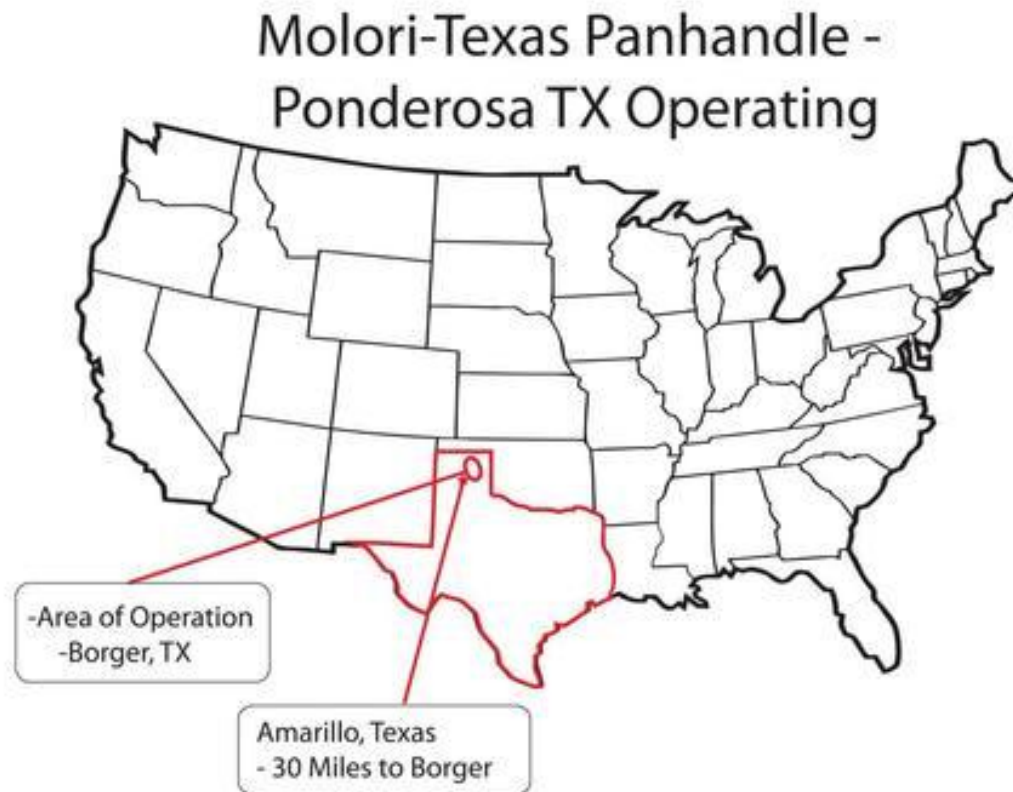 Molori-Texas Panhandle -
Ponderosa TX Operating
-Area of Operation
-Borger, TX
Amarillo, Texas
- 30 Miles to Borger